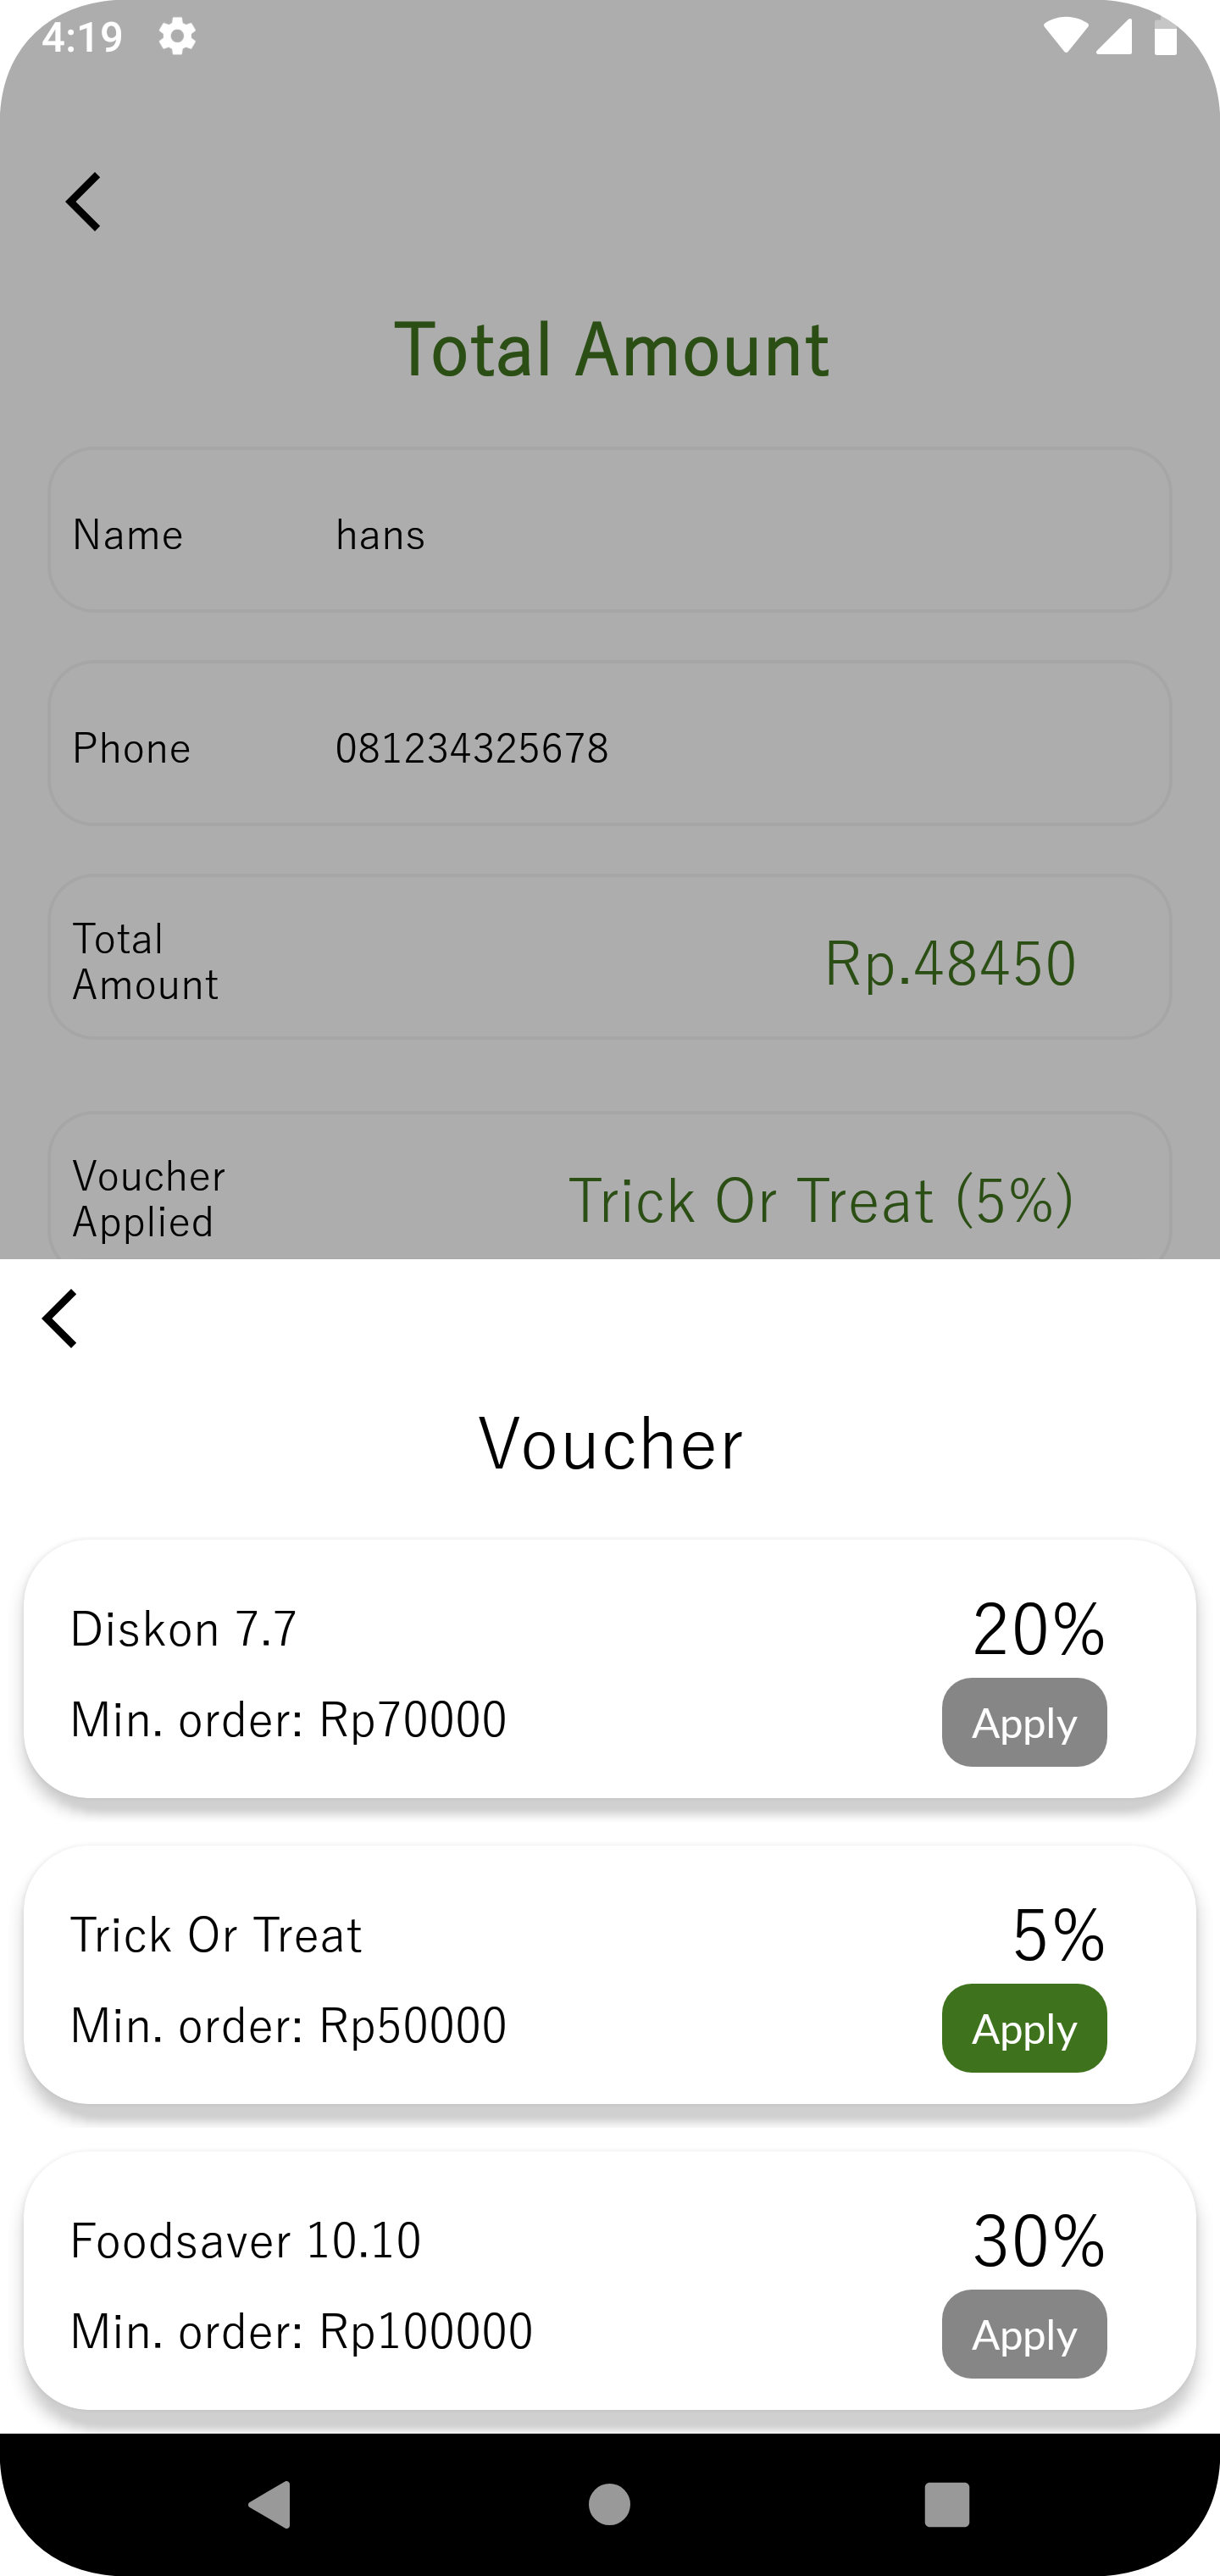 4:19
Total Amount
Name hans
Phone 081234325678
Total
Amount
Rp.48450
Voucher
Applied
Trick Or Treat (5%)
Voucher
Diskon 7.7
20%
Min. order: Rp70000
Apply
Trick Or Treat
5%
Min. order: Rp50000
Apply
Foodsaver 10.10
30%
Min. order: Rp100000
Apply